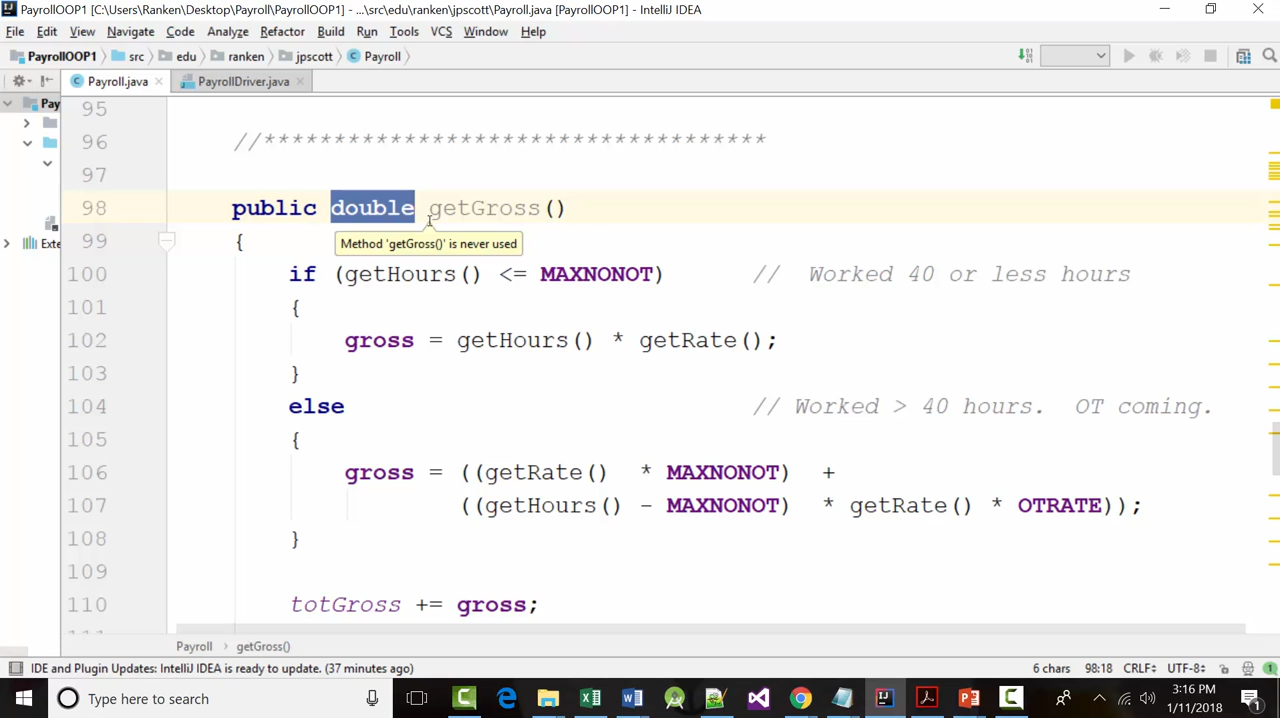 PayrollOOP1 [C:\Users\Ranken\Desktop\Payroll\PayrollOOP1] - ...\src\edu\ranken\jpscott\Payroll.java [PayrollOOP1] - IntelliJ IDEA
File Edit View Navigate Code Analyze Refactor Build Run Tools VCS Window Help
PayrollOOP1 src edu ranken jpscott Payroll
Payroll.java PayrollDriver.java
Pay
95
96 //************************************
97
98 public double getGross()
99 {
Method 'getGross()' is never used
100 if (getHours() <= MAXNONOT) // Worked 40 or less hours
101 {
102 gross = getHours() * getRate();
103 }
104 else // Worked > 40 hours. OT coming.
105 {
106 gross = ((getRate() * MAXNONOT) +
107 ((getHours() - MAXNONOT) * getRate() * OTRATE));
108 }
109
110 totGross += gross;
Exte
Payroll getGross()
IDE and Plugin Updates: IntelliJ IDEA is ready to update. (37 minutes ago) 6 chars 98:18 CRLF UTF-8 1
Type here to search 3:16 PM
1/11/2018 1